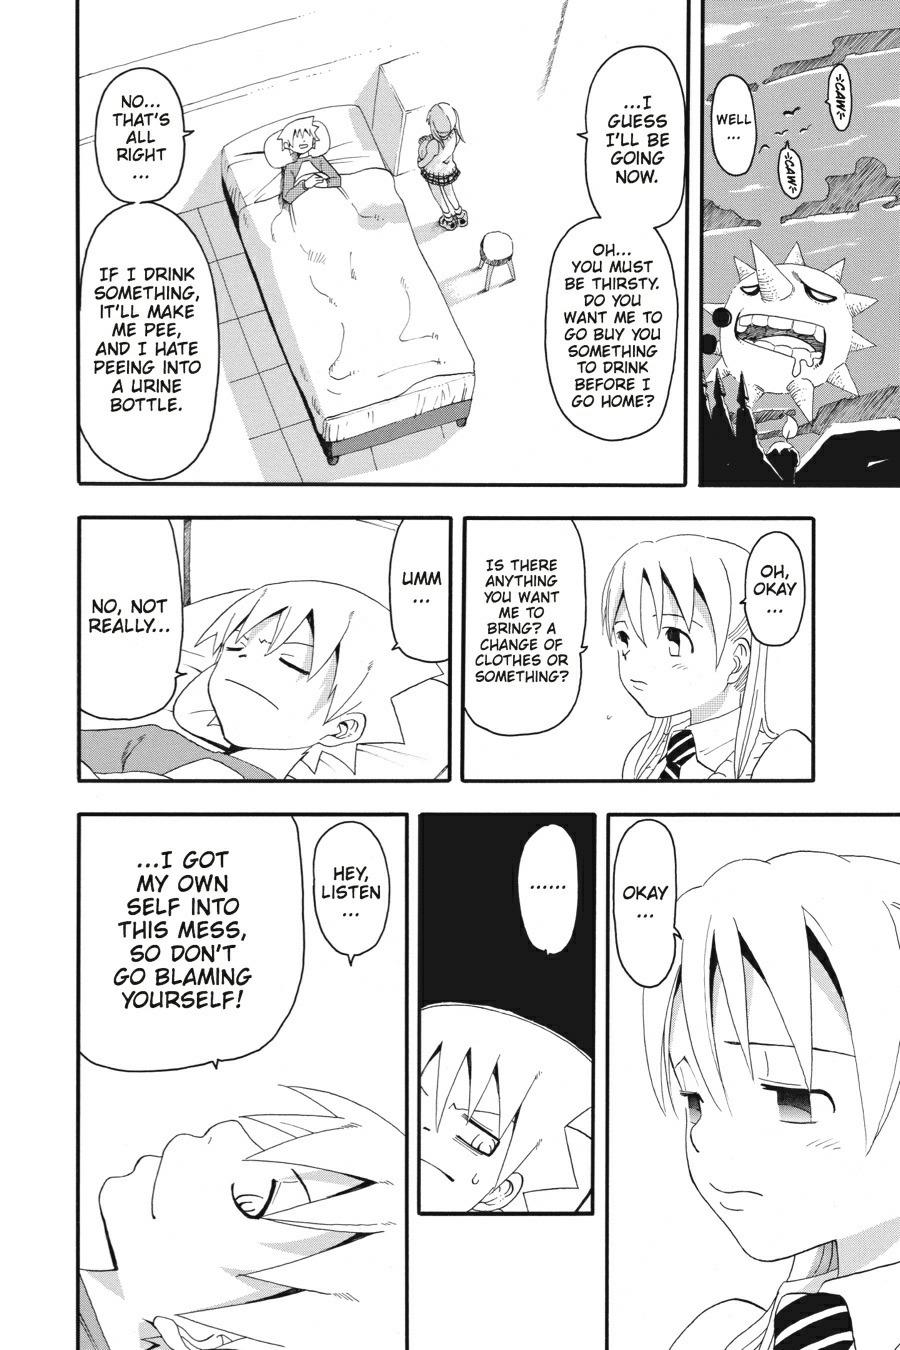 WELL
...
CAW
CAW
...I
GUESS
I'LL BE
GOING
NOW.
OH...
YOU MUST
BE THIRSTY.
DO YOU
WANT ME TO
GO BUY YOU
SOMETHING
TO DRINK
BEFORE I
GO HOME?
NO...
THAT'S
ALL
RIGHT
...
IF I DRINK
SOMETHING,
IT'LL MAKE
ME PEE,
AND I HATE
PEEING INTO
A URINE
BOTTLE.
OH,
OKAY
...
IS THERE
ANYTHING
YOU WANT
ME TO
BRING? A
CHANGE OF
CLOTHES OR
SOMETHING?
UMM
...
NO, NOT
REALLY...
OKAY
...
......
HEY,
LISTEN
...
...I GOT
MY OWN
SELF INTO
THIS MESS,
SO DON'T
GO BLAMING
YOURSELF!